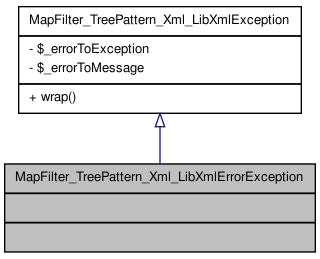 MapFilter_TreePattern_Xml_LibXmlException
- $_errorToException
- $_errorToMessage
+ wrap()
MapFilter_TreePattern_Xml_LibXmlErrorException